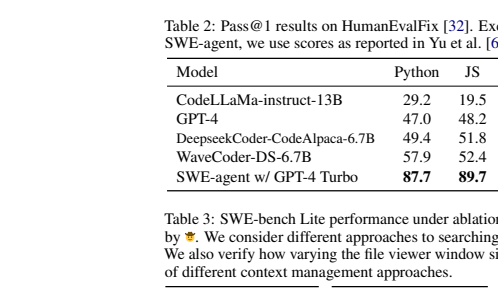 Table 2: Pass@1 results on HumanEvalFix [32].
SWE-agent, we use scores as reported in Yu et al. [6
Model Python JS
CodeLLaMa-instruct-13B 29.2 19.5
GPT-4 47.0 48.2
DeepseekCoder-CodeAlpaca-6.7B 49.4 51.8
WaveCoder-DS-6.7B 57.9 52.4
SWE-agent w/ GPT-4 Turbo 87.7 89.7
Table 3: SWE-bench Lite performance under ablation
by 🤠. We consider different approaches to searching
We also verify how varying the file viewer window
of different context management approaches.